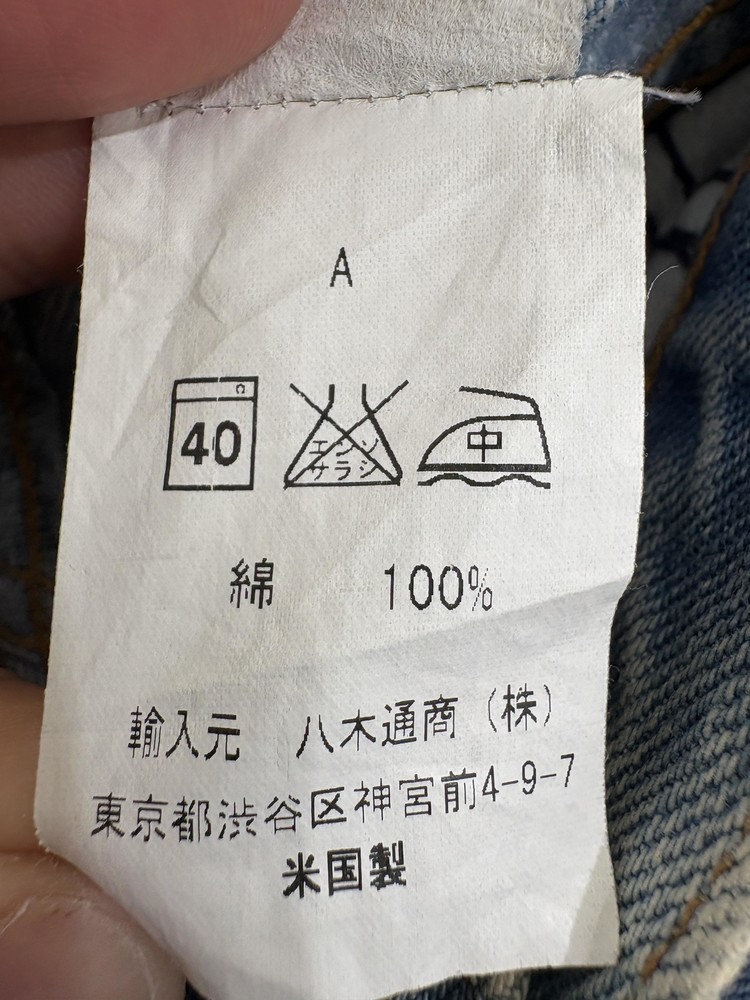 A
40
エンソ
サラシ
中
綿 100%
輸入元 八木通商（株）
東京都渋谷区神宮前4-9-7
米国製